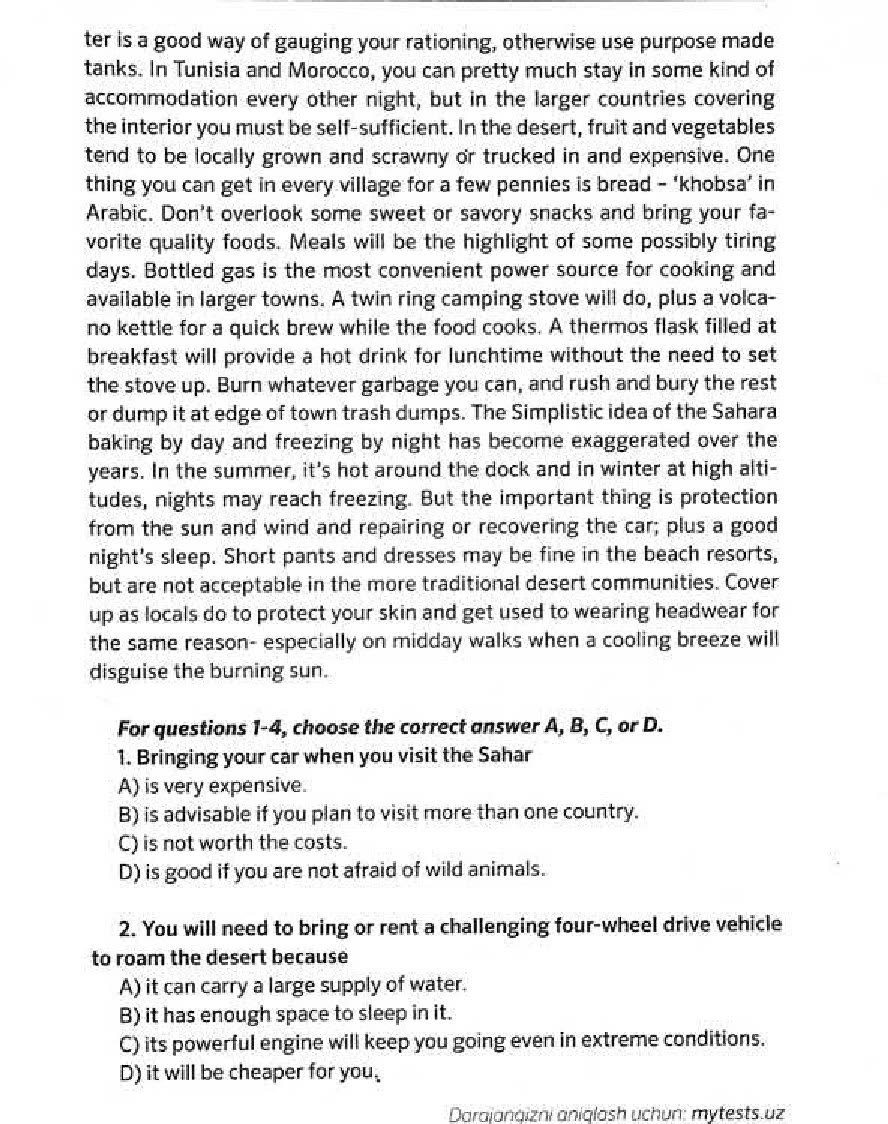 ter is a good way of gauging your rationing, otherwise use purpose made
tanks. In Tunisia and Morocco, you can pretty much stay in some kind of
accommodation every other night, but in the larger countries covering
the interior you must be self-sufficient. In the desert, fruit and vegetables
tend to be locally grown and scrawny or trucked in and expensive. One
thing you can get in every village for a few pennies is bread – ‘khobsa’ in
Arabic. Don’t overlook some sweet or savory snacks and bring your fa-
vorite quality foods. Meals will be the highlight of some possibly tiring
days. Bottled gas is the most convenient power source for cooking and
available in larger towns. A twin ring camping stove will do, plus a volca-
no kettle for a quick brew while the food cooks. A thermos flask filled at
breakfast will provide a hot drink for lunchtime without the need to set
the stove up. Burn whatever garbage you can, and rush and bury the rest
or dump it at edge of town trash dumps. The Simplistic idea of the Sahara
baking by day and freezing by night has become exaggerated over the
years. In the summer, it’s hot around the dock and in winter at high alti-
tudes, nights may reach freezing. But the important thing is protection
from the sun and wind and repairing or recovering the car; plus a good
night’s sleep. Short pants and dresses may be fine in the beach resorts,
but are not acceptable in the more traditional desert communities. Cover
up as locals do to protect your skin and get used to wearing headwear for
the same reason- especially on midday walks when a cooling breeze will
disguise the burning sun.
For questions 1-4, choose the correct answer A, B, C, or D.
1. Bringing your car when you visit the Sahar
A) is very expensive.
B) is advisable if you plan to visit more than one country.
C) is not worth the costs.
D) is good if you are not afraid of wild animals.
2. You will need to bring or rent a challenging four-wheel drive vehicle
to roam the desert because
A) it can carry a large supply of water.
B) it has enough space to sleep in it.
C) its powerful engine will keep you going even in extreme conditions.
D) it will be cheaper for you.
Darajangizni aniqlash uchun: mytests.uz